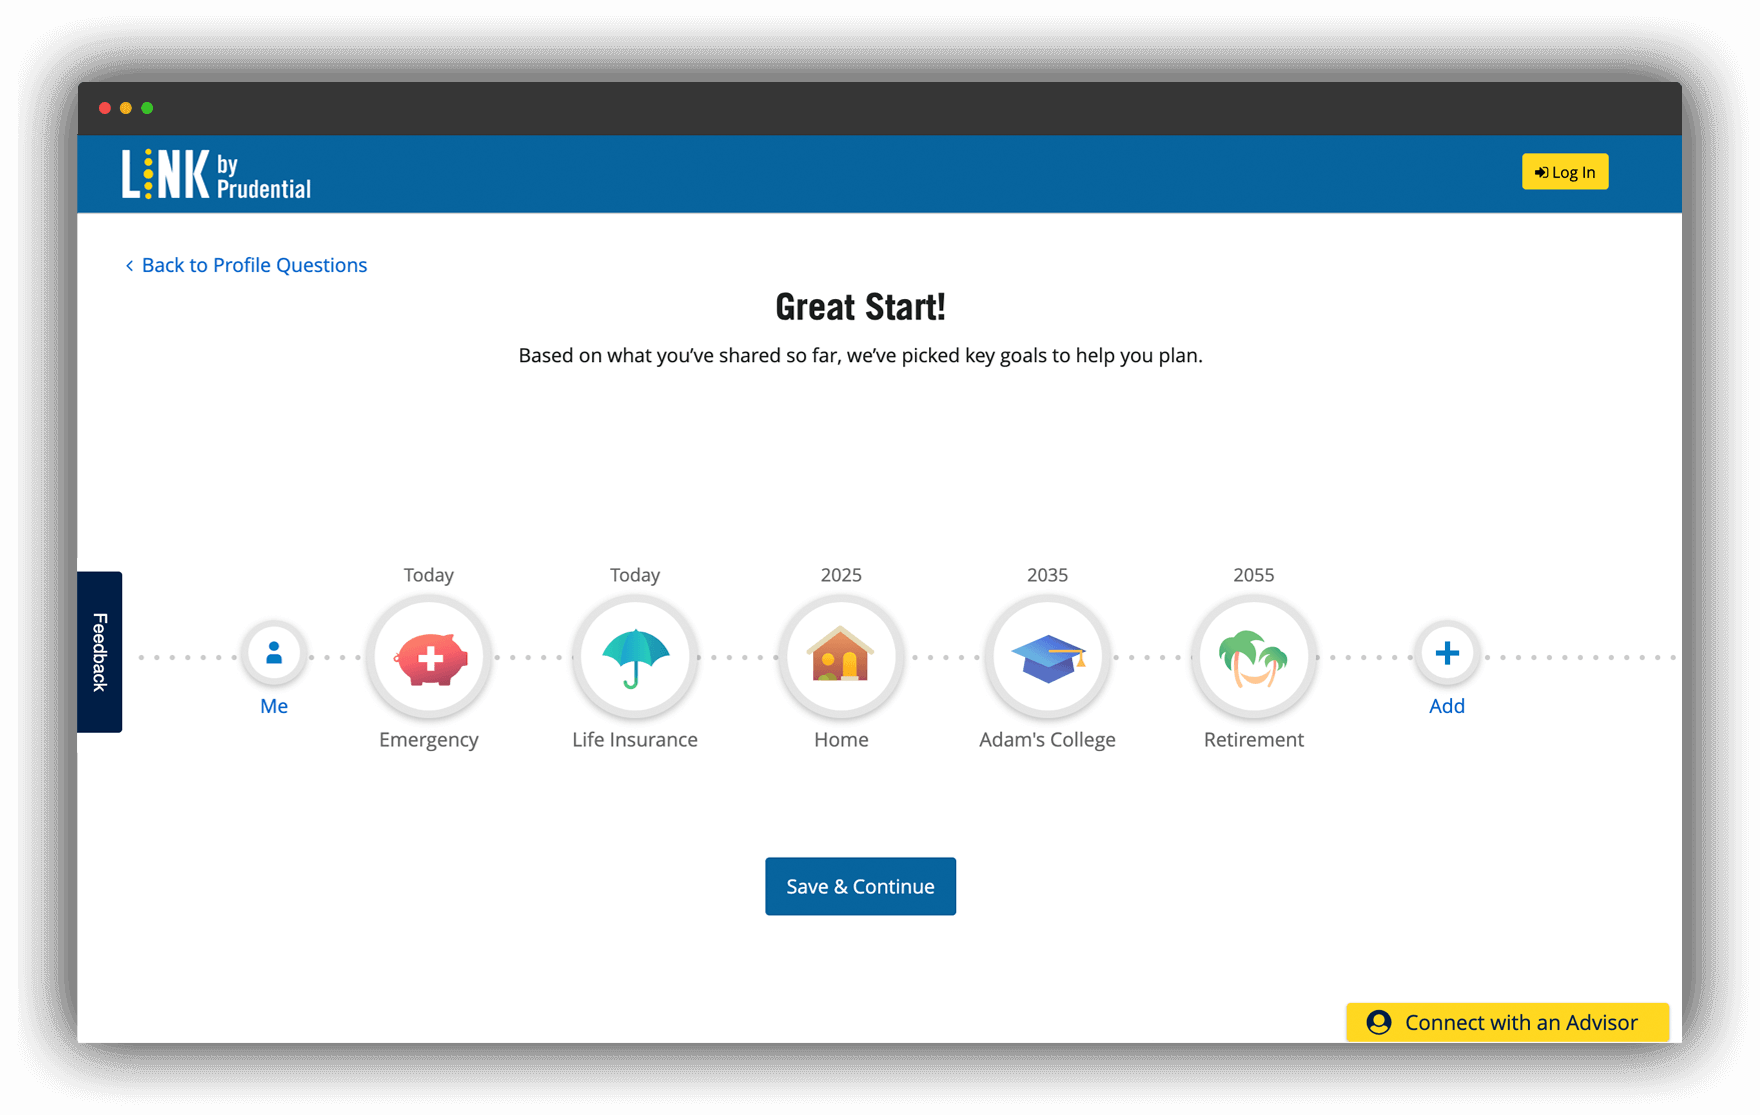 LINK by
Prudential
Log In
Back to Profile Questions
Great Start!
Based on what you’ve shared so far, we’ve picked key goals to help you plan.
Today
Today
2025
2035
2055
Feedback
Me
Emergency
Life Insurance
Home
Adam's College
Retirement
Add
Save & Continue
Connect with an Advisor